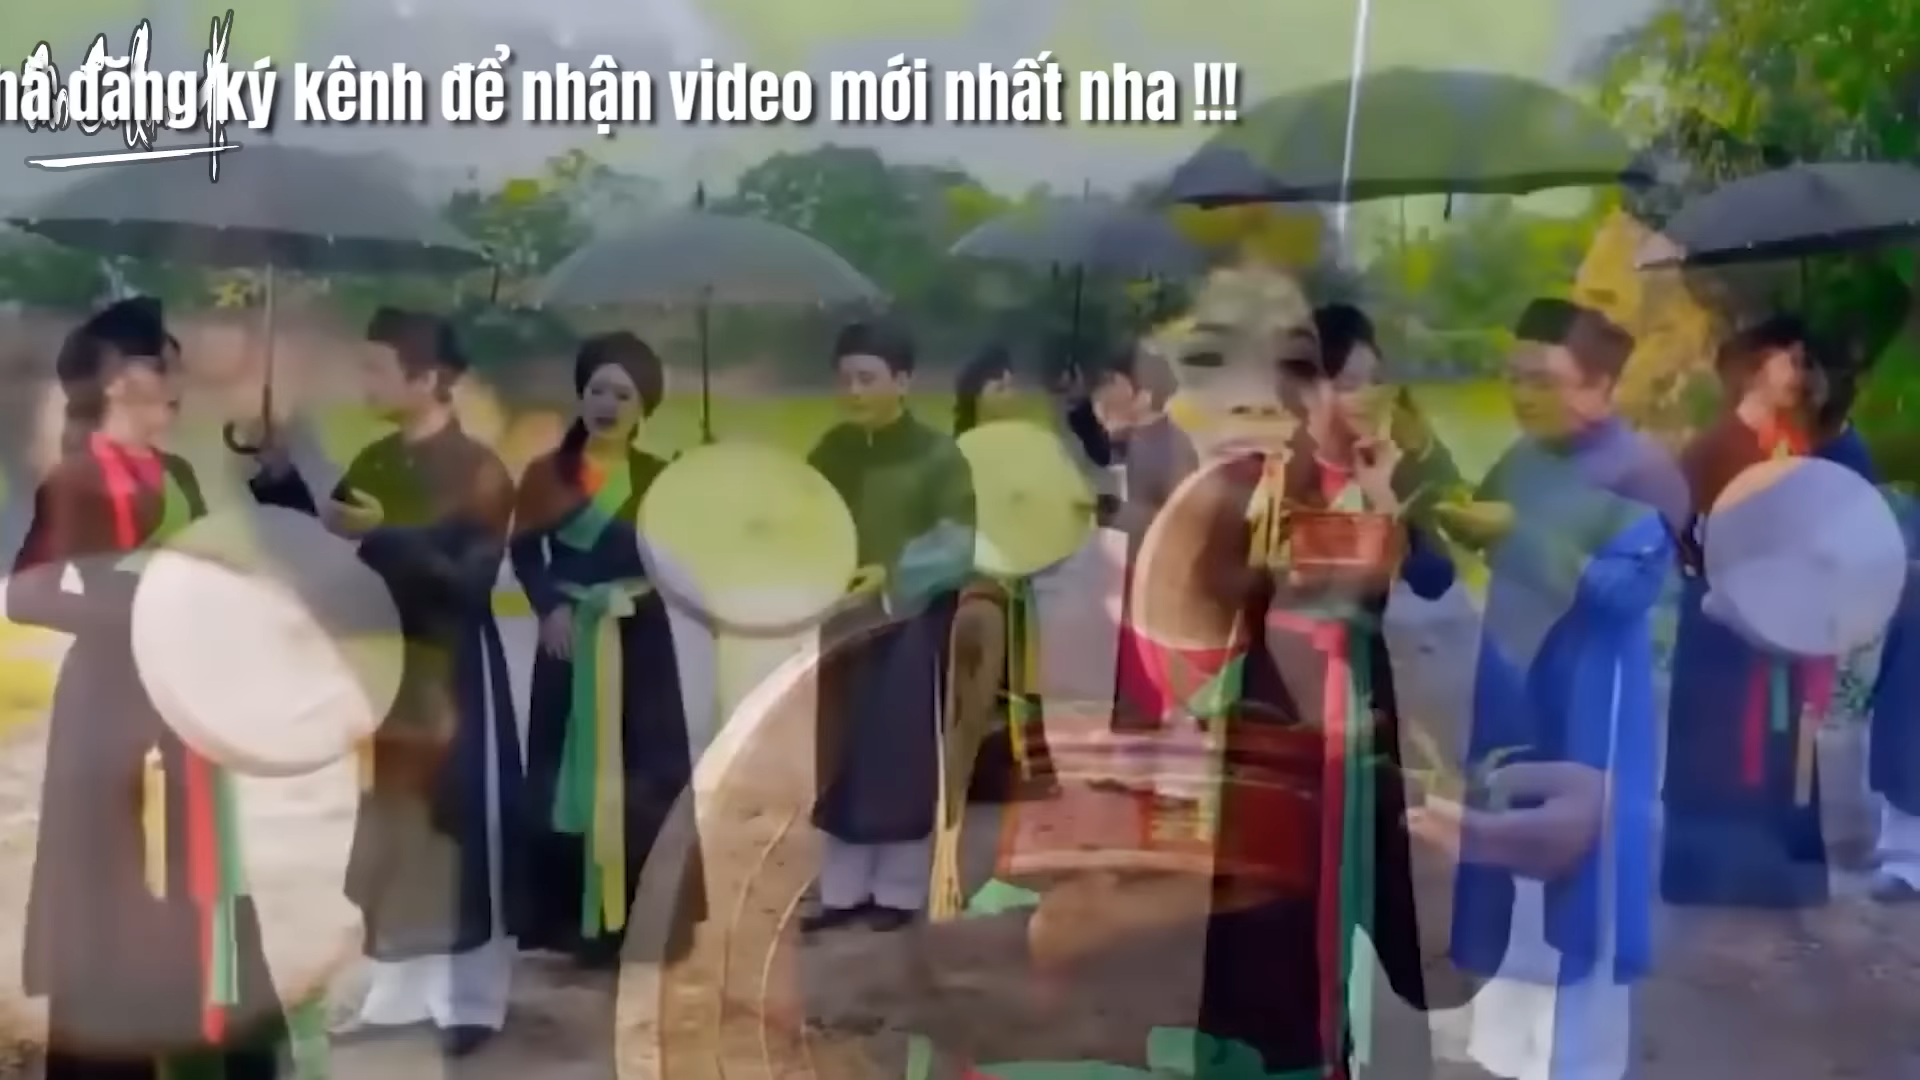 đăng ký kênh để nhận video mới nhất nha !!!